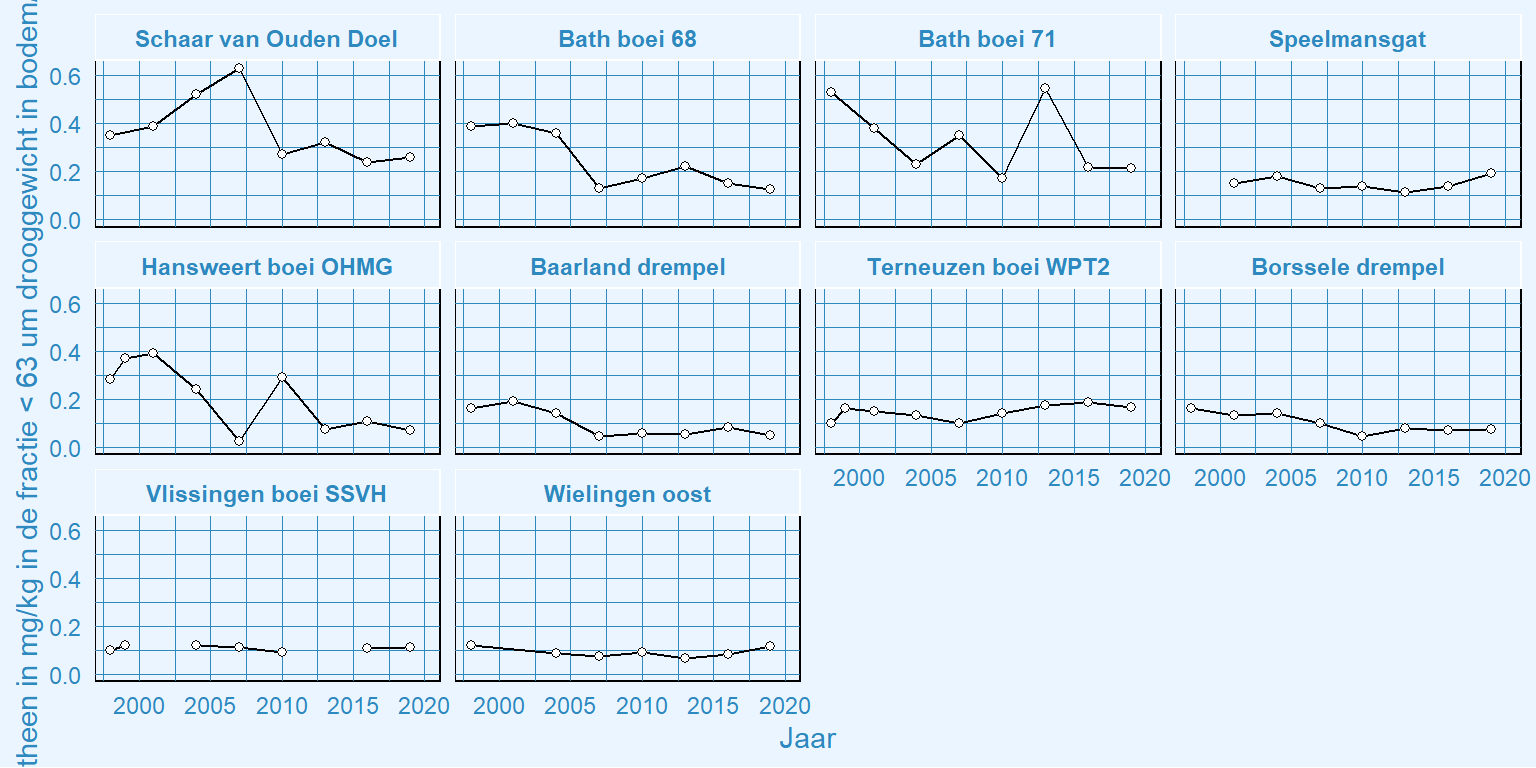 theen in mg/kg in de fractie < 63 um drooggewicht in bodem/
Schaar van Ouden Doel
Bath boei 68
Bath boei 71
Speelmansgat
0.6
0.4
0.2
0.0
Hansweert boei OHMG
Baarland drempel
Terneuzen boei WPT2
Borssele drempel
0.6
0.4
0.2
0.0
2000 2005 2010 2015 2020
2000 2005 2010 2015 2020
Vlissingen boei SSVH
Wielingen oost
0.6
0.4
0.2
0.0
2000 2005 2010 2015 2020
2000 2005 2010 2015 2020
Jaar